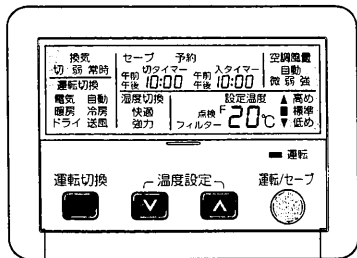 換気
切 弱 常時
運転切換
電気 自動
暖房 冷房
ドライ 送風
セーブ 予約
切タイマー 入タイマー
午前 午後 10:00 午前 午後 10:00
温度切換
快適
強力
設定温度
点検 F 20℃
フィルター
▲ 高め
■ 標準
▼ 低め
空調風量
自動
微 弱 強
運転
運転切換
温度設定
運転/セーブ